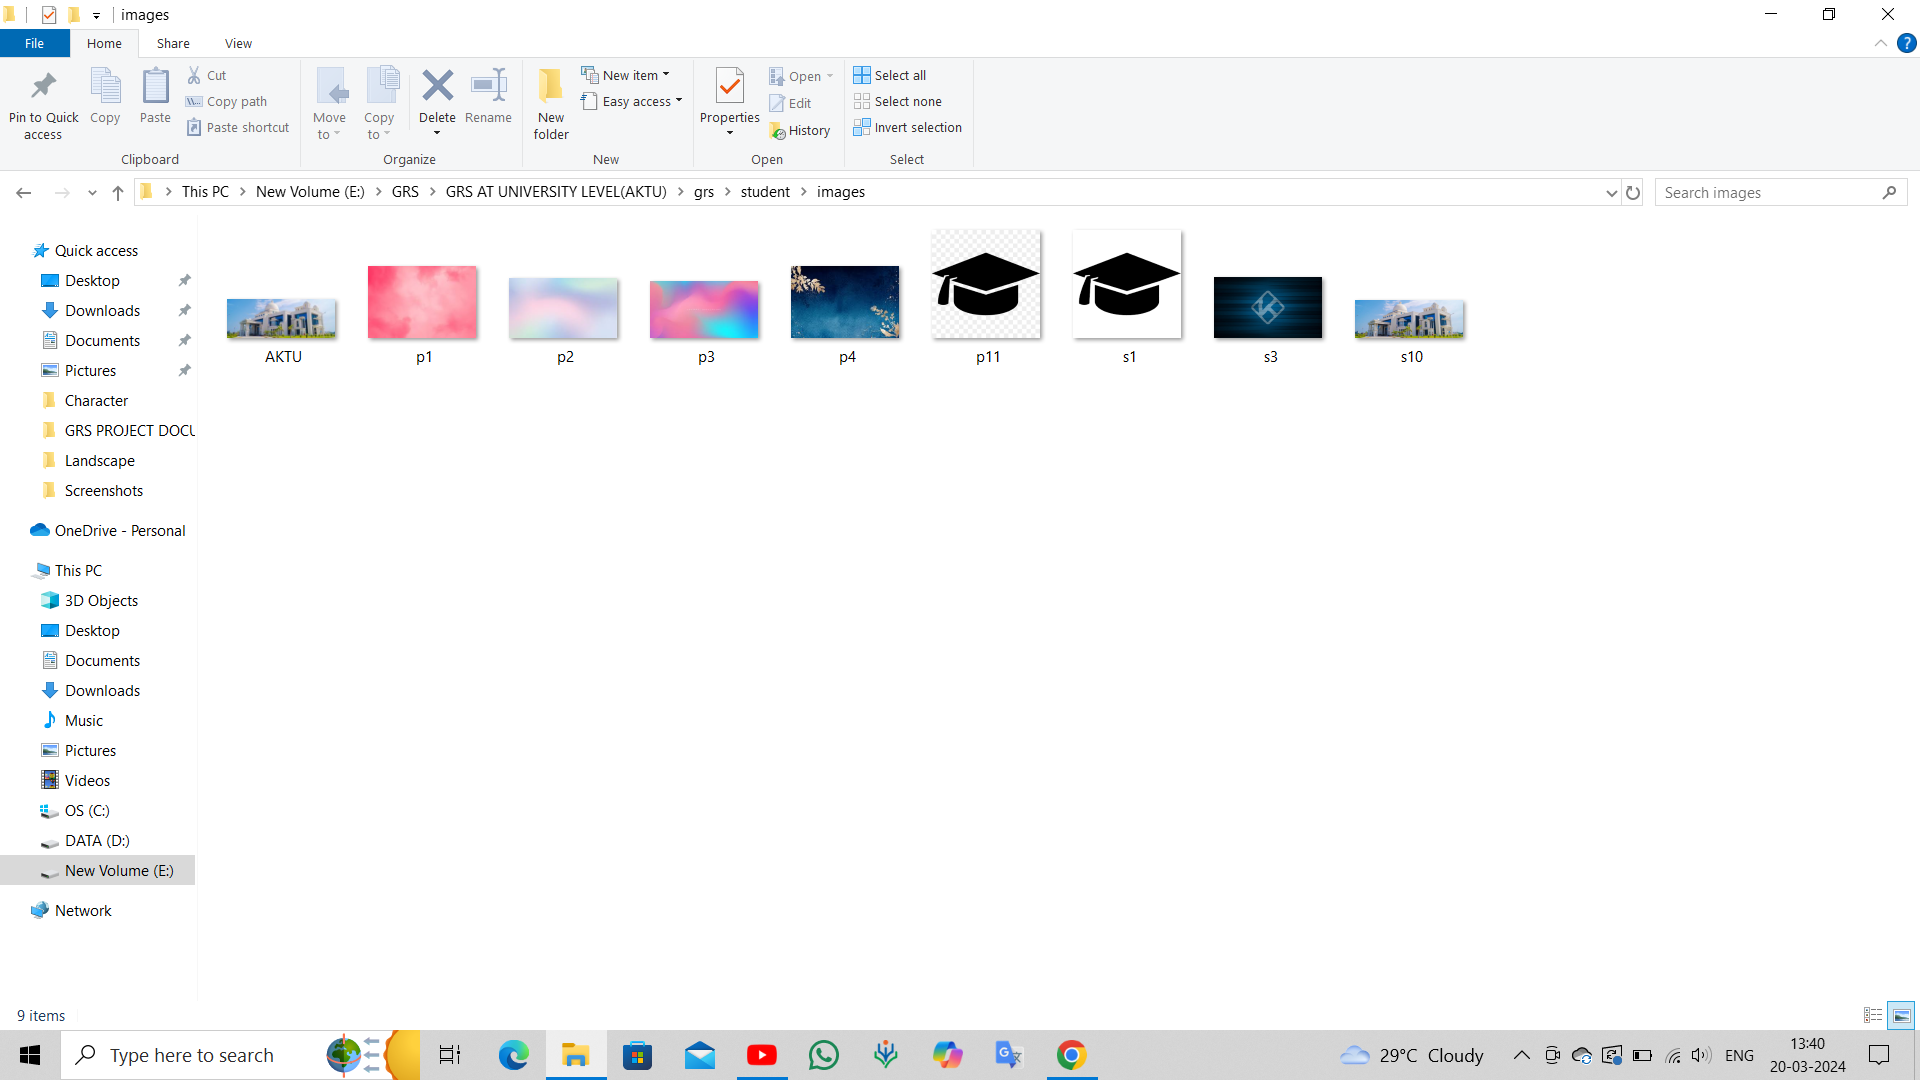 images
File Home Share View
Pin to Quick access
Copy
Paste
Cut
Copy path
Paste shortcut
Clipboard
Move to
Copy to
Delete
Rename
Organize
New folder
New item
Easy access
New
Properties
Open
Edit
History
Open
Select all
Select none
Invert selection
Select
This PC New Volume (E:) GRS GRS AT UNIVERSITY LEVEL(AKTU) grs student images
Search images
Quick access
Desktop
Downloads
Documents
Pictures
Character
GRS PROJECT DOCU
Landscape
Screenshots
OneDrive - Personal
This PC
3D Objects
Desktop
Documents
Downloads
Music
Pictures
Videos
OS (C:)
DATA (D:)
New Volume (E:)
Network
AKTU p1 p2 p3 p4 p11 s1 s3 s10
9 items
Type here to search
29°C Cloudy
ENG
13:40
20-03-2024